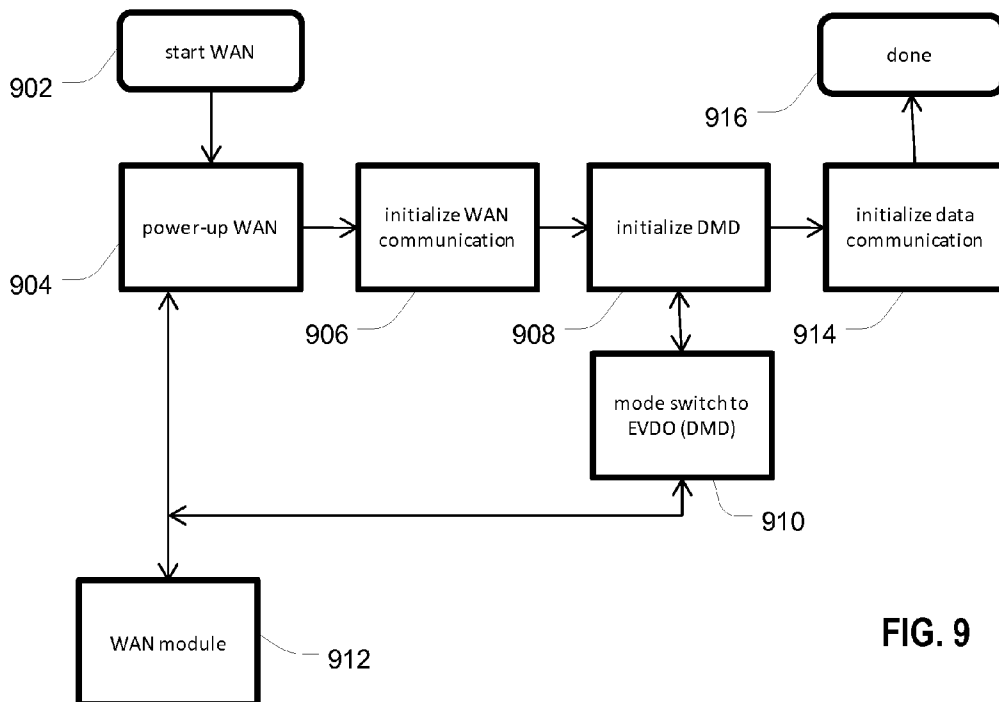 start WAN
done
902
916
power-up WAN
initialize WAN
communication
initialize DMD
initialize data
communication
904
906
908
914
mode switch to
EVDO (DMD)
910
WAN module
912
FIG. 9